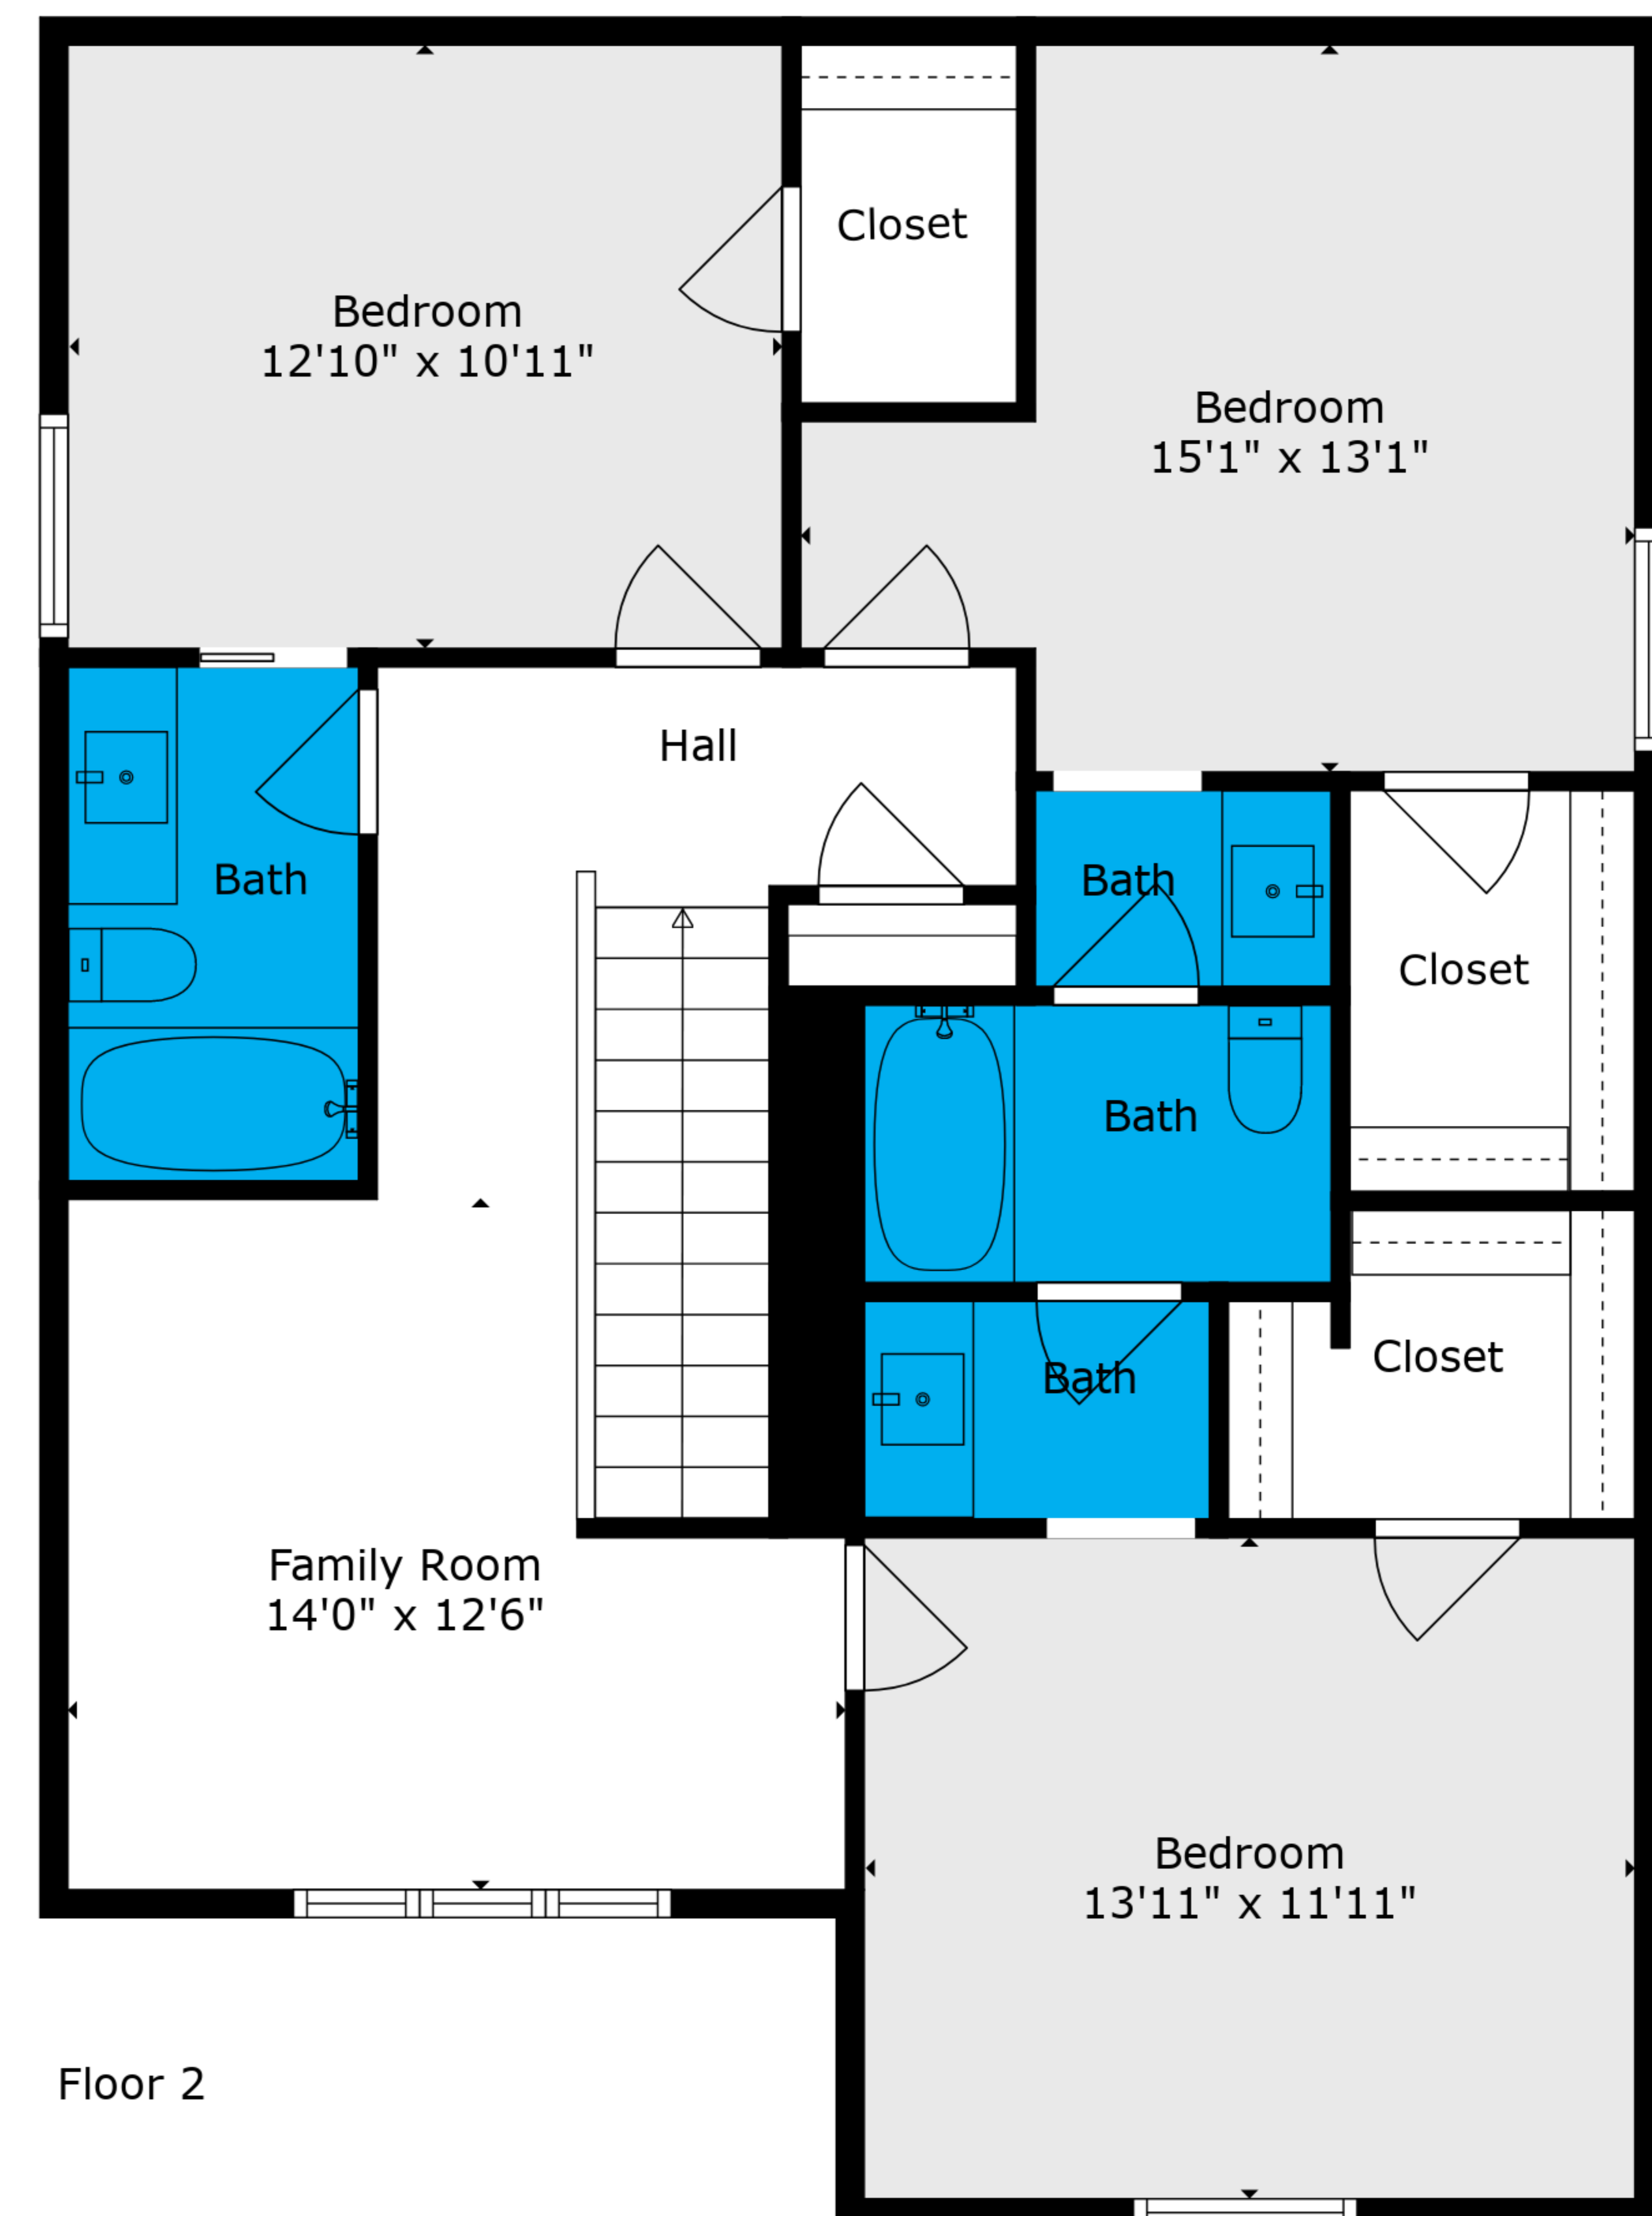 Closet
Bedroom
12'10" x 10'11"
Bedroom
15'1" x 13'1"
Hall
Bath
Bath
Closet
Bath
Closet
Bath
Family Room
14'0" x 12'6"
Bedroom
13'11" x 11'11"
Floor 2